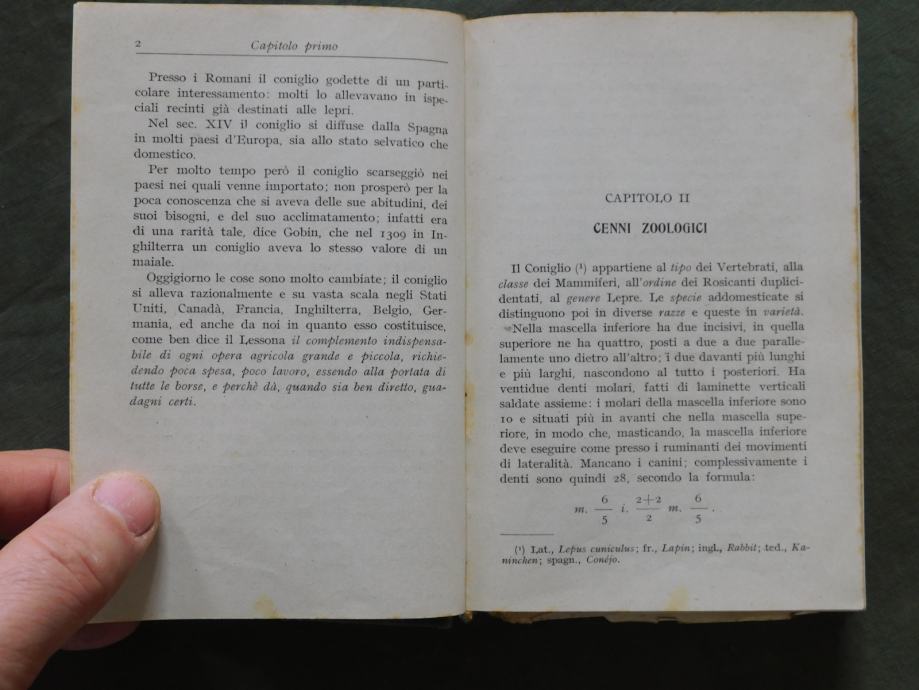 2 Capitolo primo
Presso i Romani il coniglio godette di un parti-
colare interessamento: molti lo allevavano in ispe-
ciali recinti già destinati alle lepri.
Nel sec. XIV il coniglio si diffuse dalla Spagna
in molti paesi d'Europa, sia allo stato selvatico che
domestico.
Per molto tempo però il coniglio scarseggiò nei
paesi nei quali venne importato; non prosperò per la
poca conoscenza che si aveva delle sue abitudini, dei
suoi bisogni, e del suo acclimatamento; infatti era
di una rarità tale, dice Gobin, che nel 1309 in In-
ghilterra un coniglio aveva lo stesso valore di un
maiale.
Oggigiorno le cose sono molto cambiate; il coniglio
si alleva razionalmente e su vasta scala negli Stati
Uniti, Canadà, Francia, Inghilterra, Belgio, Ger-
mania, ed anche da noi in quanto esso costituisce,
come ben dice il Lessona il complemento indispensa-
bile di ogni opera agricola grande e piccola, richie-
dendo poca spesa, poco lavoro, essendo alla portata di
tutte le borse, e perchè dà, quando sia ben diretto, gua-
dagni certi.
CAPITOLO II
CENNI ZOOLOGICI
Il Coniglio (¹) appartiene al tipo dei Vertebrati, alla
classe dei Mammiferi, all'ordine dei Rosicanti duplici-
dentati, al genere Lepre. Le specie addomesticate si
distinguono poi in diverse razze e queste in varietà.
Nella mascella inferiore ha due incisivi, in quella
superiore ne ha quattro, posti a due a due paralle-
lamente uno dietro all'altro; i due davanti più lunghi
e più larghi, nascondono al tutto i posteriori. Ha
ventidue denti molari, fatti di laminette verticali
saldate assieme: i molari della mascella inferiore sono
10 e situati più in avanti che nella mascella supe-
riore, in modo che, masticando, la mascella inferiore
deve eseguire come presso i ruminanti dei movimenti
di lateralità. Mancano i canini; complessivamente i
denti sono quindi 28, secondo la formula:
m. 6/5 i. 2+2/2 m. 6/5 .
(¹) Lat., Lepus cuniculus; fr., Lapin; ingl., Rabbit; ted., Ka-
ninchen; spagn., Conéjo.